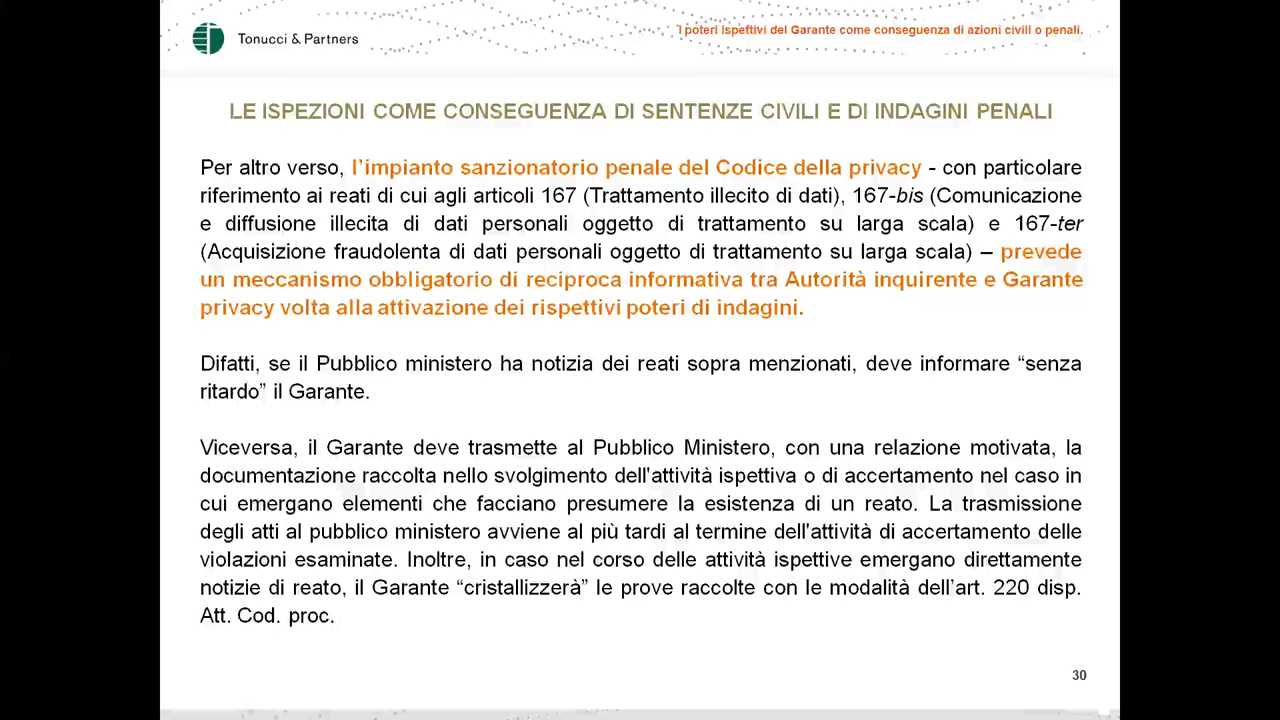 Tonucci & Partners
I poteri ispettivi del Garante come conseguenza di azioni civili o penali.
LE ISPEZIONI COME CONSEGUENZA DI SENTENZE CIVILI E DI INDAGINI PENALI
Per altro verso, l’impianto sanzionatorio penale del Codice della privacy - con particolare
riferimento ai reati di cui agli articoli 167 (Trattamento illecito di dati), 167-bis (Comunicazione
e diffusione illecita di dati personali oggetto di trattamento su larga scala) e 167-ter
(Acquisizione fraudolenta di dati personali oggetto di trattamento su larga scala) – prevede
un meccanismo obbligatorio di reciproca informativa tra Autorità inquirente e Garante
privacy volta alla attivazione dei rispettivi poteri di indagini.
Difatti, se il Pubblico ministero ha notizia dei reati sopra menzionati, deve informare “senza
ritardo” il Garante.
Viceversa, il Garante deve trasmette al Pubblico Ministero, con una relazione motivata, la
documentazione raccolta nello svolgimento dell'attività ispettiva o di accertamento nel caso in
cui emergano elementi che facciano presumere la esistenza di un reato. La trasmissione
degli atti al pubblico ministero avviene al più tardi al termine dell'attività di accertamento delle
violazioni esaminate. Inoltre, in caso nel corso delle attività ispettive emergano direttamente
notizie di reato, il Garante “cristallizzerà” le prove raccolte con le modalità dell’art. 220 disp.
Att. Cod. proc.
30